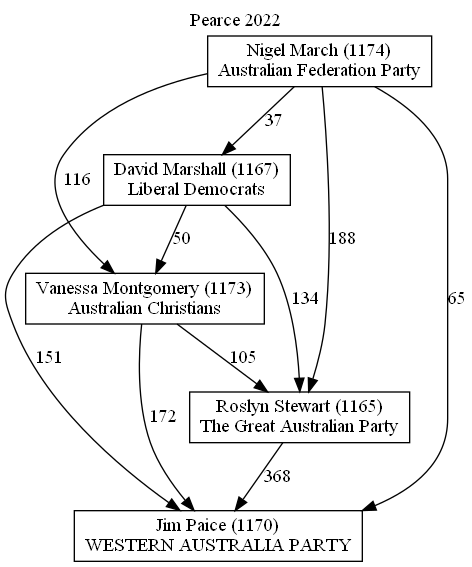 Pearce 2022
Nigel March (1174)
Australian Federation Party
37
David Marshall (1167)
Liberal Democrats
116
50
188
65
Vanessa Montgomery (1173)
Australian Christians
134
151
105
172
Roslyn Stewart (1165)
The Great Australian Party
368
Jim Paice (1170)
WESTERN AUSTRALIA PARTY